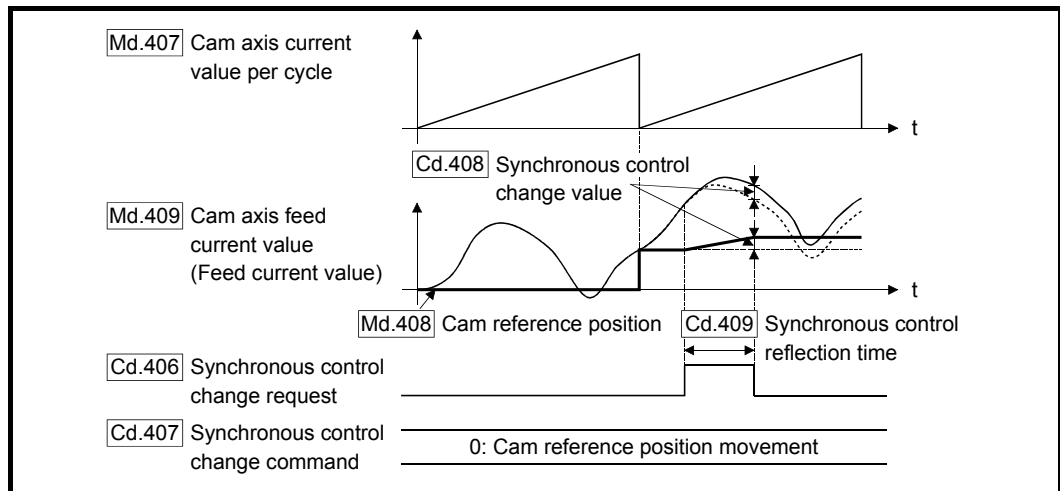 Md.407 Cam axis current
value per cycle
t
Cd.408 Synchronous control
change value
Md.409 Cam axis feed
current value
(Feed current value)
t
Md.408 Cam reference position
Cd.409 Synchronous control
reflection time
Cd.406 Synchronous control
change request
Cd.407 Synchronous control
change command
0: Cam reference position movement